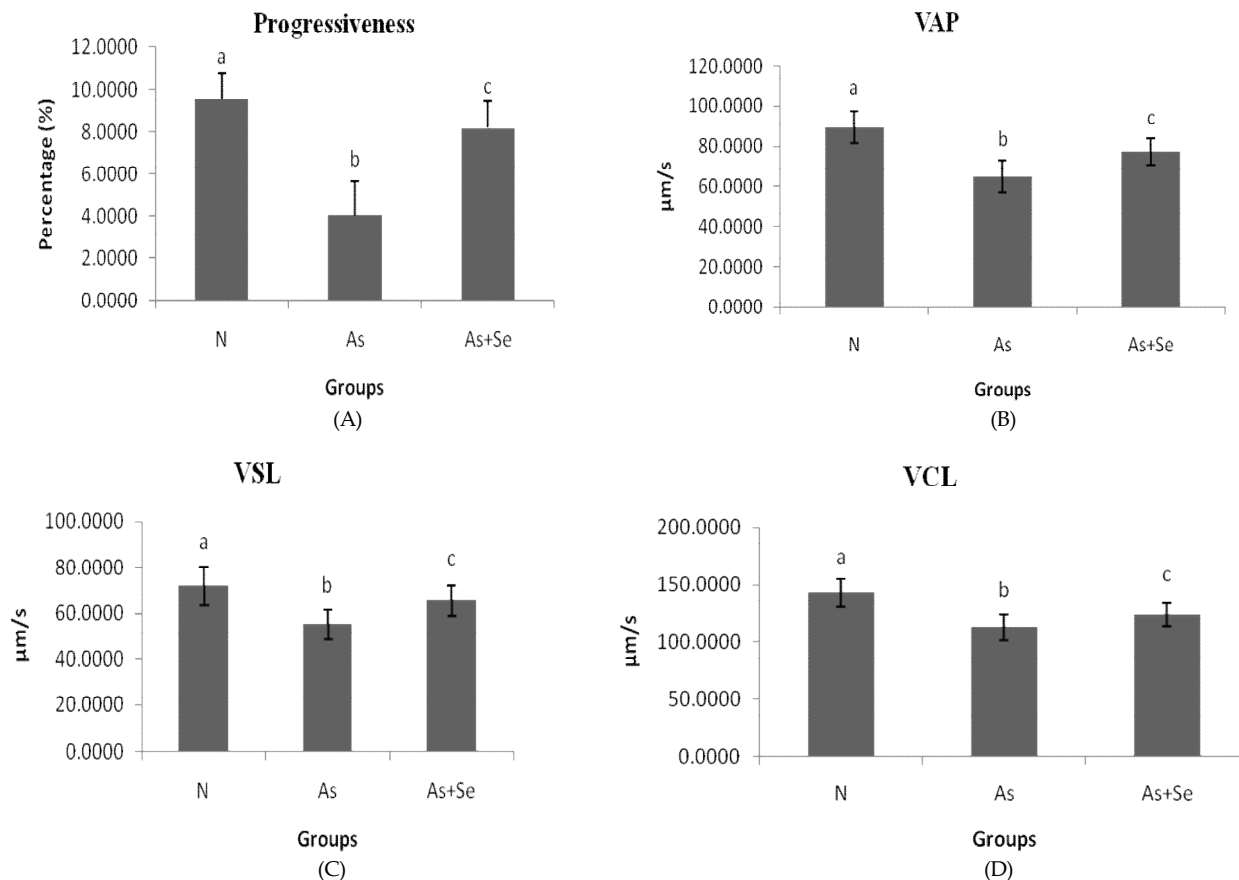 Progressiveness
12.0000
10.0000
8.0000
6.0000
4.0000
2.0000
0.0000
Percentage (%)
a
b
c
N As As+Se
Groups
(A)
VAP
120.0000
100.0000
80.0000
60.0000
40.0000
20.0000
0.0000
µm/s
a
b
c
N As As+Se
Groups
(B)
VSL
100.0000
80.0000
60.0000
40.0000
20.0000
0.0000
µm/s
a
b
c
N As As+Se
Groups
(C)
VCL
200.0000
150.0000
100.0000
50.0000
0.0000
µm/s
a
b
c
N As As+Se
Groups
(D)